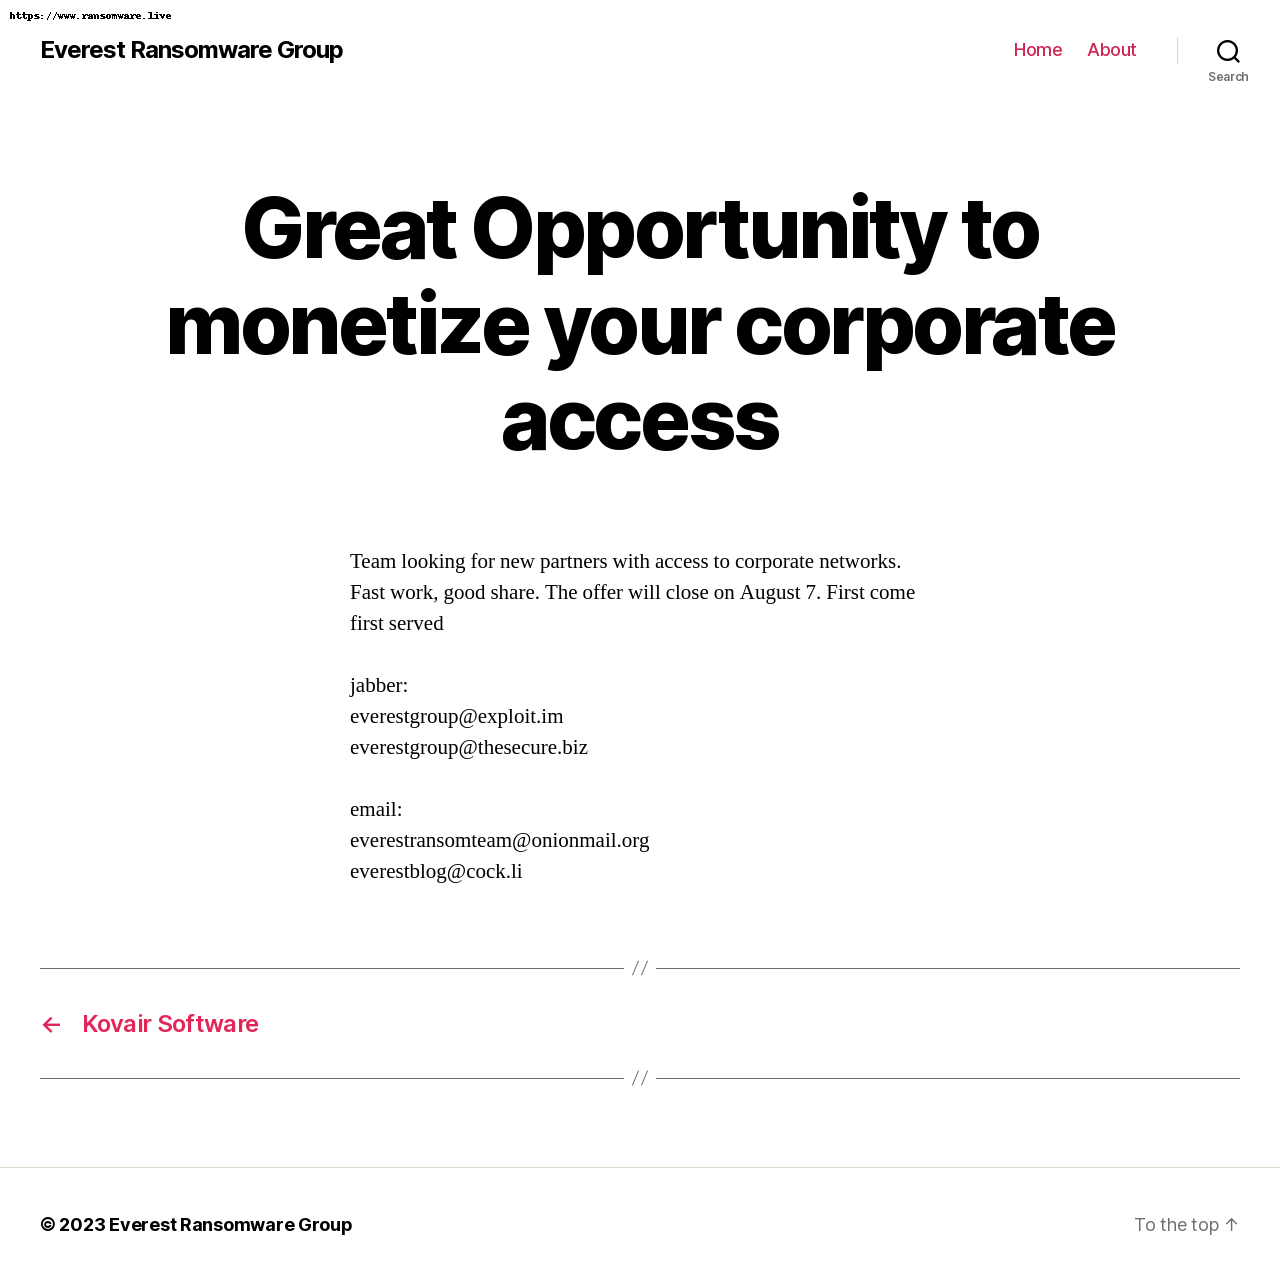 https://www.ransomware.live
Everest Ransomware Group
Home About
Search
Great Opportunity to
monetize your corporate
access
Team looking for new partners with access to corporate networks.
Fast work, good share. The offer will close on August 7. First come
first served
jabber:
everestgroup@exploit.im
everestgroup@thesecure.biz
email:
everestransomteam@onionmail.org
everestblog@cock.li
//
← Kovair Software
//
© 2023 Everest Ransomware Group
To the top ↑